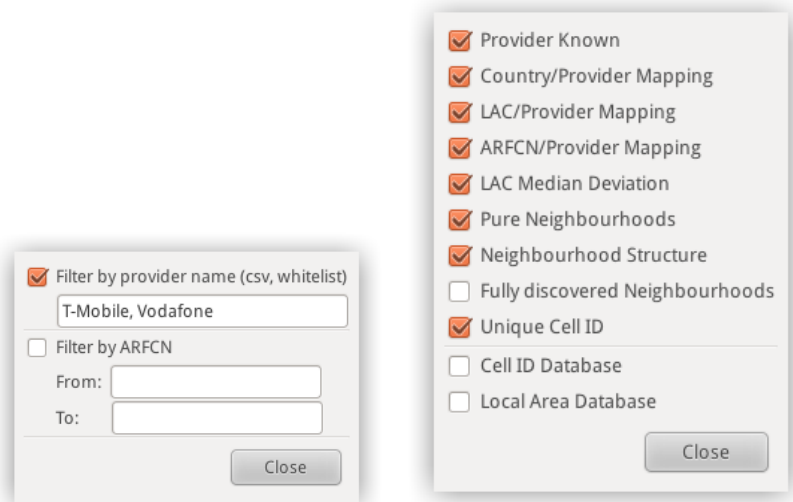 Filter by provider name (csv, whitelist)
T-Mobile, Vodafone
Filter by ARFCN
From:
To:
Close
Provider Known
Country/Provider Mapping
LAC/Provider Mapping
ARFCN/Provider Mapping
LAC Median Deviation
Pure Neighbourhoods
Neighbourhood Structure
Fully discovered Neighbourhoods
Unique Cell ID
Cell ID Database
Local Area Database
Close